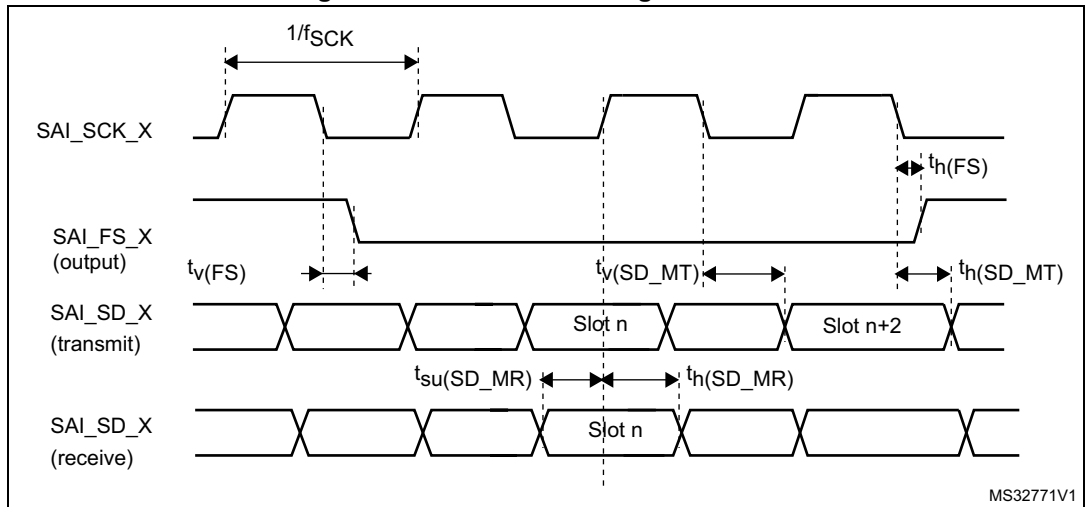 1/fSCK
SAI_SCK_X
th(FS)
SAI_FS_X
(output)
tv(FS)
tv(SD_MT)
th(SD_MT)
SAI_SD_X
(transmit)
Slot n
Slot n+2
tsu(SD_MR)
th(SD_MR)
SAI_SD_X
(receive)
Slot n
MS32771V1